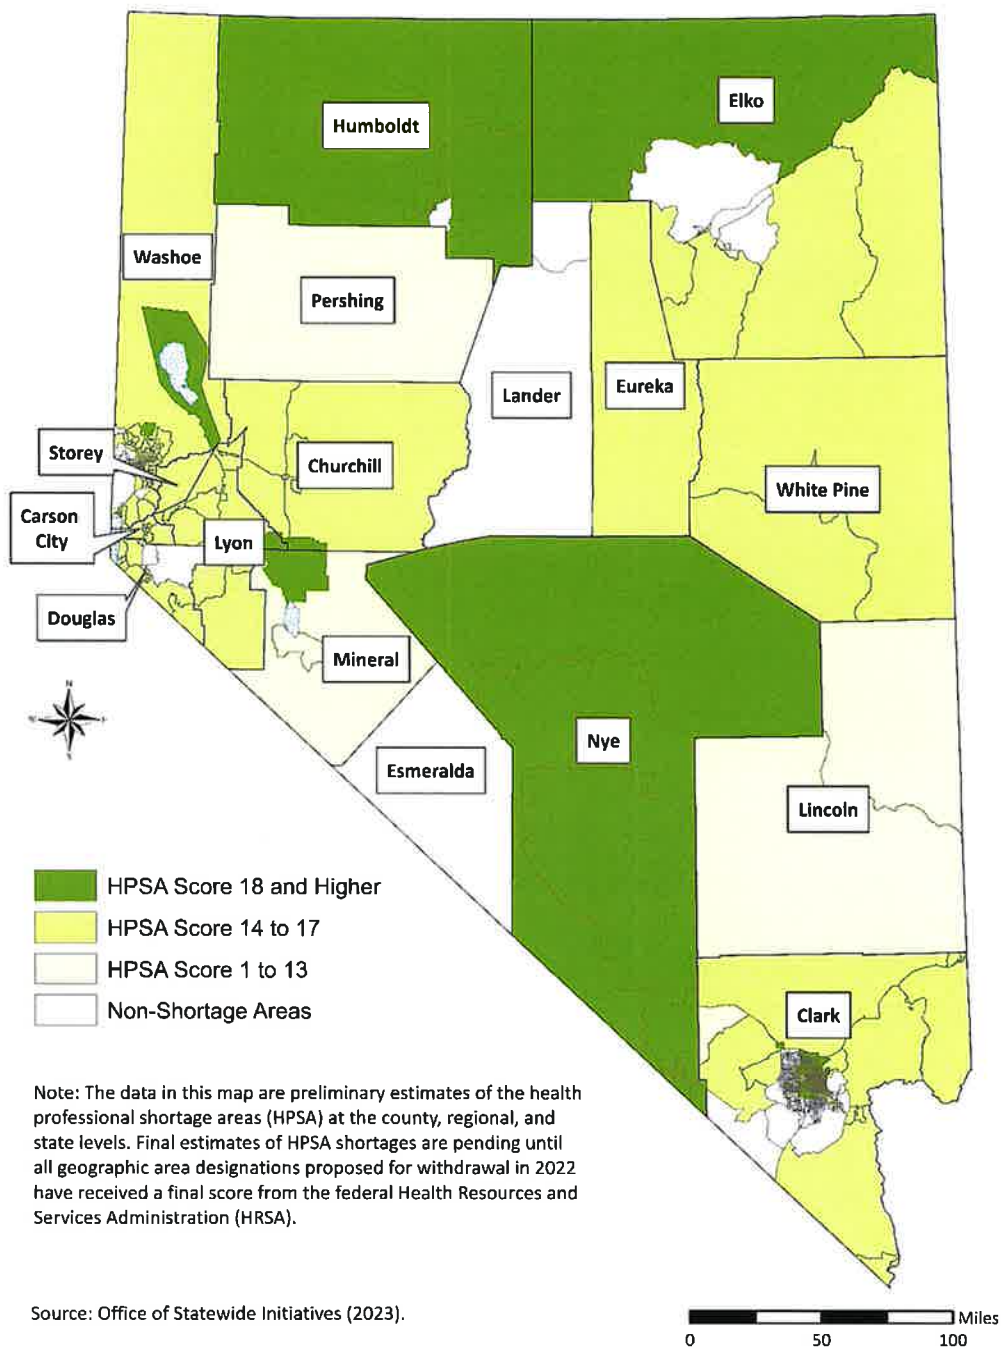 Elko
Humboldt
Washoe
Pershing
Lander
Eureka
Storey
Churchill
White Pine
Carson
City
Lyon
Douglas
Mineral
N
S
Nye
Esmeralda
Lincoln
HPSA Score 18 and Higher
HPSA Score 14 to 17
HPSA Score 1 to 13
Non-Shortage Areas
Clark
Note: The data in this map are preliminary estimates of the health
professional shortage areas (HPSA) at the county, regional, and
state levels. Final estimates of HPSA shortages are pending until
all geographic area designations proposed for withdrawal in 2022
have received a final score from the federal Health Resources and
Services Administration (HRSA).
Source: Office of Statewide Initiatives (2023).
Miles
0 50 100